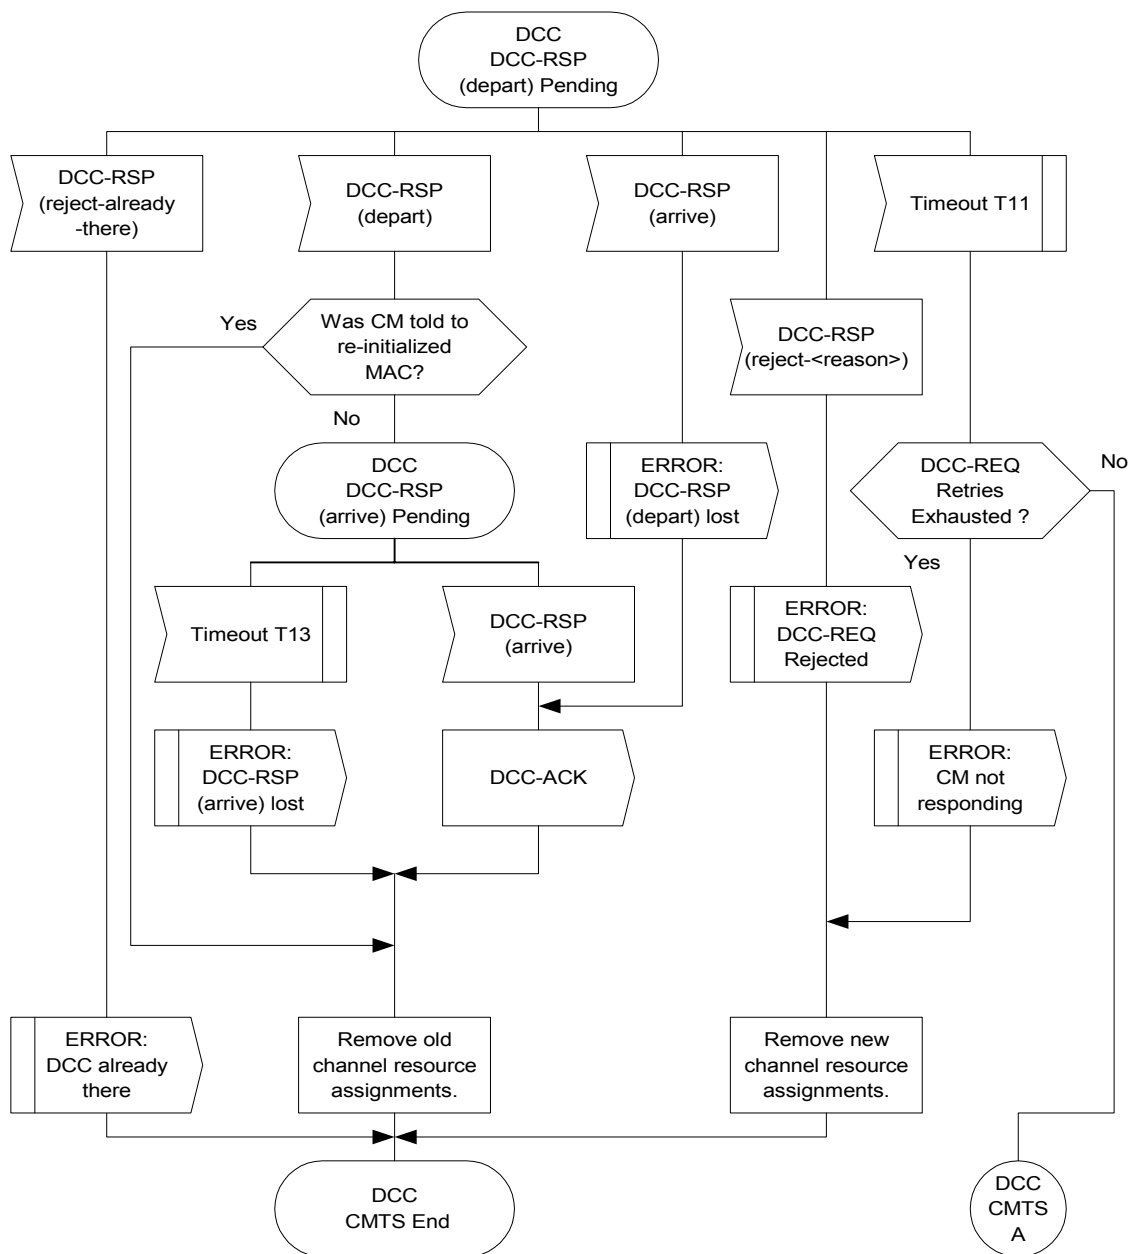 DCC
DCC-RSP
(depart) Pending
DCC-RSP
(reject-already
-there)
DCC-RSP
(depart)
DCC-RSP
(arrive)
Timeout T11
Yes
Was CM told to
re-initialized
MAC?
DCC-RSP
(reject-<reason>)
No
DCC
DCC-RSP
(arrive) Pending
ERROR:
DCC-RSP
(depart) lost
DCC-REQ
Retries
Exhausted ?
No
Yes
Timeout T13
DCC-RSP
(arrive)
ERROR:
DCC-REQ
Rejected
ERROR:
DCC-RSP
(arrive) lost
DCC-ACK
ERROR:
CM not
responding
ERROR:
DCC already
there
Remove old
channel resource
assignments.
Remove new
channel resource
assignments.
DCC
CMTS End
DCC
CMTS
A